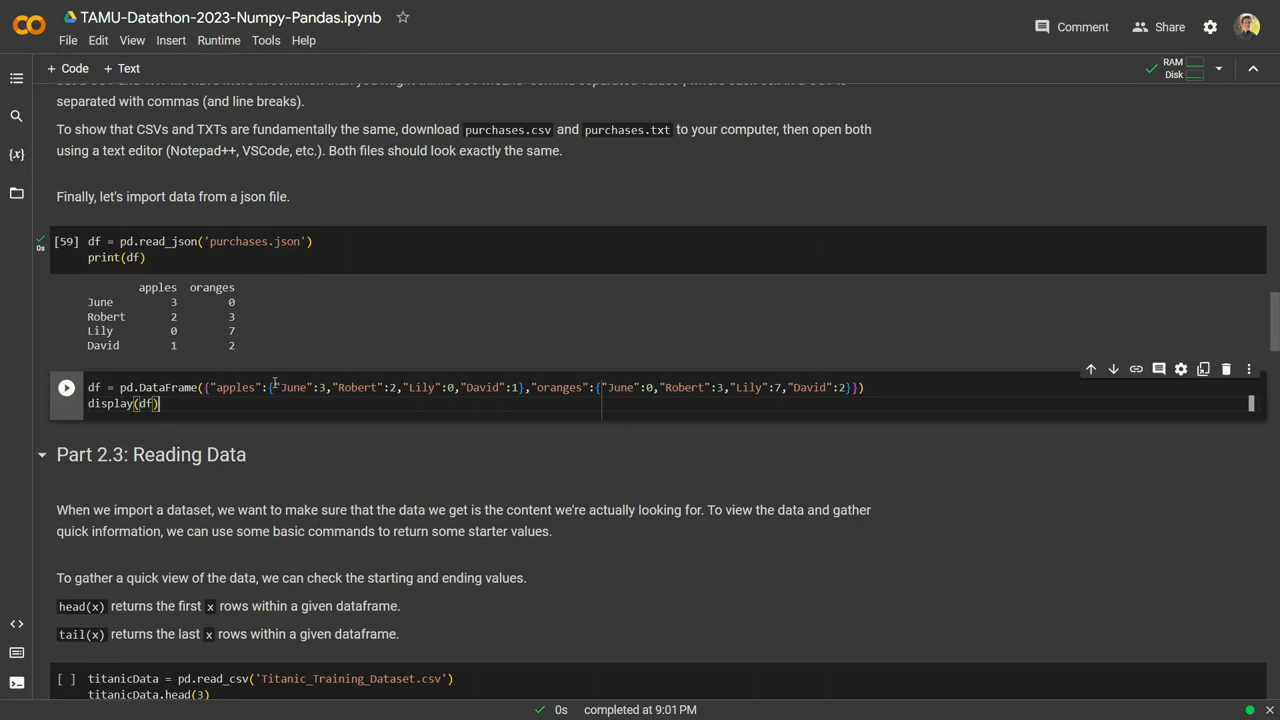 TAMU-Datathon-2023-Numpy-Pandas.ipynb
Comment
Share
File Edit View Insert Runtime Tools Help
+ Code + Text
RAM
Disk
separated with commas (and line breaks).
To show that CSVs and TXTs are fundamentally the same, download purchases.csv and purchases.txt to your computer, then open both
using a text editor (Notepad++, VSCode, etc.). Both files should look exactly the same.
Finally, let's import data from a json file.
[59] df = pd.read_json('purchases.json')
0s
print(df)
apples oranges
June 3 0
Robert 2 3
Lily 0 7
David 1 2
df = pd.DataFrame({"apples":{"June":3,"Robert":2,"Lily":0,"David":1},"oranges":{"June":0,"Robert":3,"Lily":7,"David":2}})
display(df)
Part 2.3: Reading Data
When we import a dataset, we want to make sure that the data we get is the content we're actually looking for. To view the data and gather
quick information, we can use some basic commands to return some starter values.
To gather a quick view of the data, we can check the starting and ending values.
head(x) returns the first x rows within a given dataframe.
tail(x) returns the last x rows within a given dataframe.
[ ] titanicData = pd.read_csv('Titanic_Training_Dataset.csv')
titanicData.head(3)
0s completed at 9:01PM